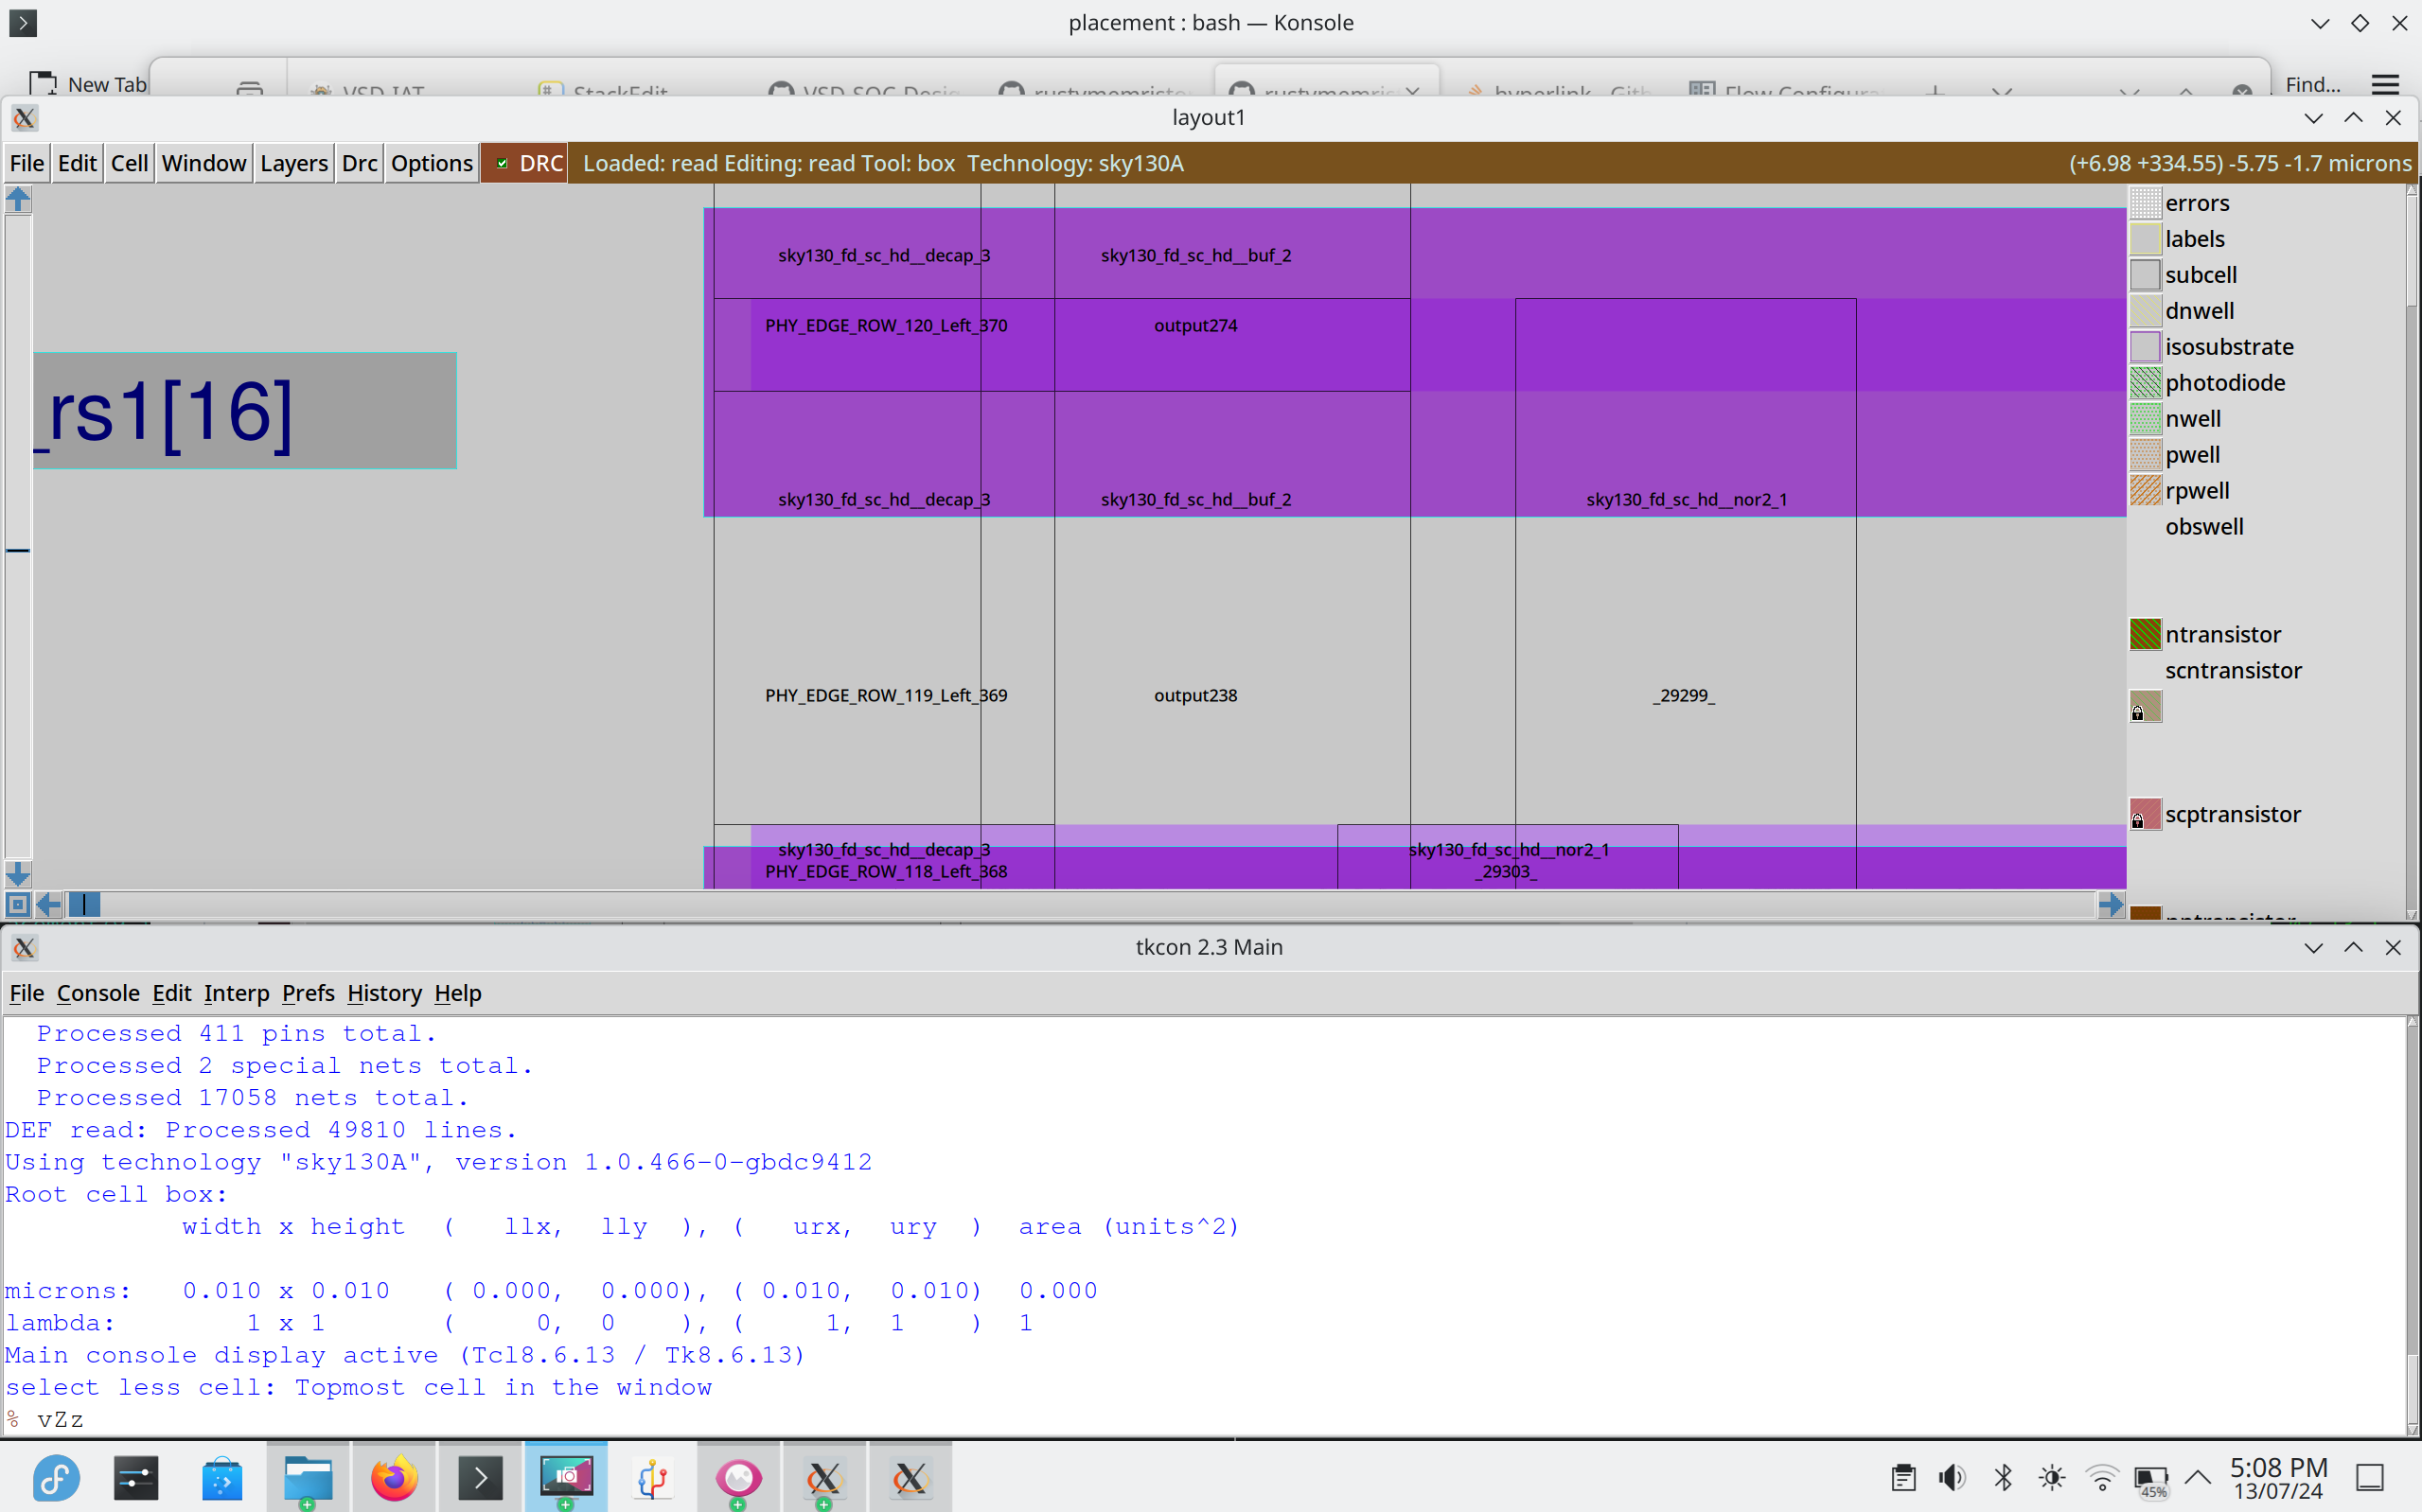 placement : bash — Konsole
New Tab
VSD-IAT
StackEdit
Find...
layout1
File Edit Cell Window Layers Drc Options DRC Loaded: read Editing: read Tool: box Technology: sky130A (+6.98 +334.55) -5.75 -1.7 microns
errors
labels
subcell
dnwell
isosubstrate
photodiode
nwell
pwell
rpwell
obswell
ntransistor
scntransistor
scptransistor
sky130_fd_sc_hd__decap_3 sky130_fd_sc_hd__buf_2
PHY_EDGE_ROW_120_Left_370 output274
_rs1[16]
sky130_fd_sc_hd__decap_3 sky130_fd_sc_hd__buf_2 sky130_fd_sc_hd__nor2_1
PHY_EDGE_ROW_119_Left_369 output238 _29299_
sky130_fd_sc_hd__decap_3 sky130_fd_sc_hd__nor2_1
PHY_EDGE_ROW_118_Left_368 _29303_
tkcon 2.3 Main
File Console Edit Interp Prefs History Help
Processed 411 pins total.
Processed 2 special nets total.
Processed 17058 nets total.
DEF read: Processed 49810 lines.
Using technology "sky130A", version 1.0.466-0-gbdc9412
Root cell box:
width x height ( llx, lly ), ( urx, ury ) area (units^2)
microns: 0.010 x 0.010 ( 0.000, 0.000), ( 0.010, 0.010) 0.000
lambda: 1 x 1 ( 0, 0 ), ( 1, 1 ) 1
Main console display active (Tcl8.6.13 / Tk8.6.13)
select less cell: Topmost cell in the window
% vZz
45%
5:08 PM
13/07/24